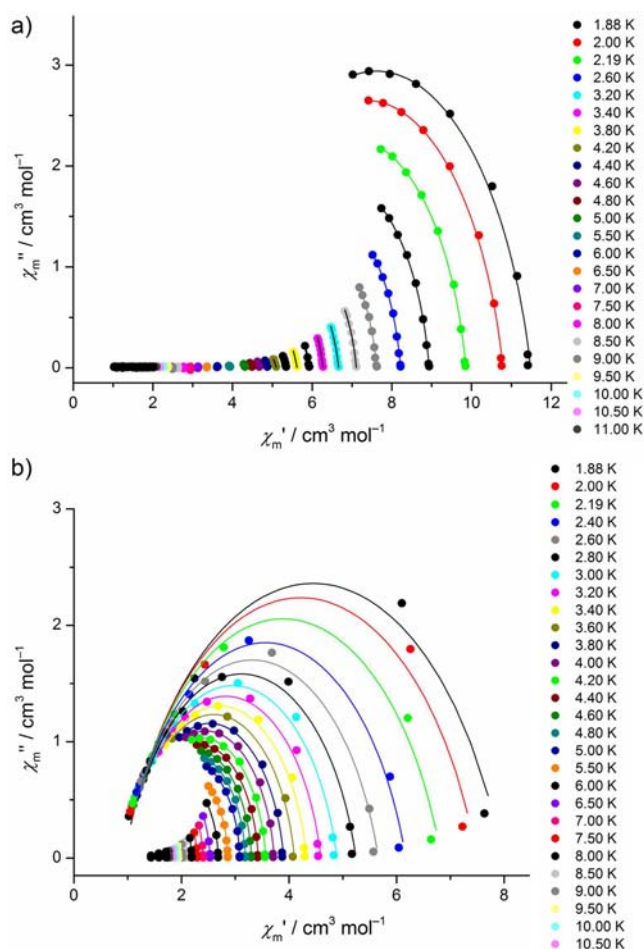 a)
3
2
1
0
0
2
4
6
8
10
12
χm" / cm³ mol⁻¹
χm' / cm³ mol⁻¹
1.88 K
2.00 K
2.19 K
2.60 K
3.20 K
3.40 K
3.80 K
4.20 K
4.40 K
4.60 K
4.80 K
5.00 K
5.50 K
6.00 K
6.50 K
7.00 K
7.50 K
8.00 K
8.50 K
9.00 K
9.50 K
10.00 K
10.50 K
11.00 K
b)
3
2
1
0
0
2
4
6
8
χm" / cm³ mol⁻¹
χm' / cm³ mol⁻¹
1.88 K
2.00 K
2.19 K
2.40 K
2.60 K
2.80 K
3.00 K
3.20 K
3.40 K
3.60 K
3.80 K
4.00 K
4.20 K
4.40 K
4.60 K
4.80 K
5.00 K
5.50 K
6.00 K
6.50 K
7.00 K
7.50 K
8.00 K
8.50 K
9.00 K
9.50 K
10.00 K
10.50 K